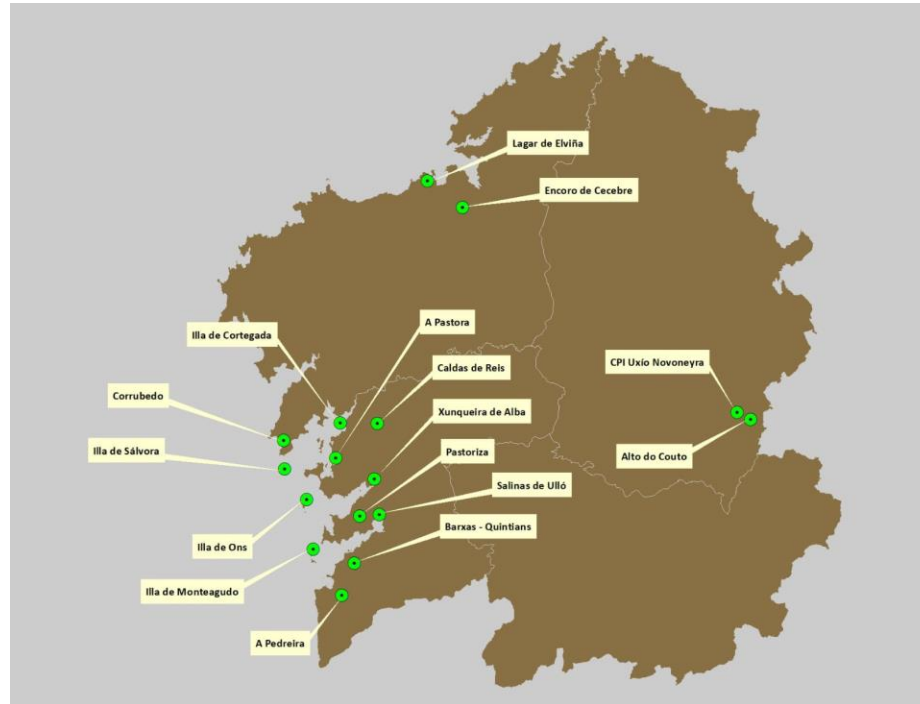 Lagar de Elviña
Encoro de Cecebre
A Pastora
Illa de Cortegada
CPI Uxío Novoneyra
Caldas de Reis
Corrubedo
Xunqueira de Alba
Illa de Sálvora
Pastoriza
Alto do Couto
Salinas de Ulló
Barxas - Quintians
Illa de Ons
Illa de Monteagudo
A Pedreira